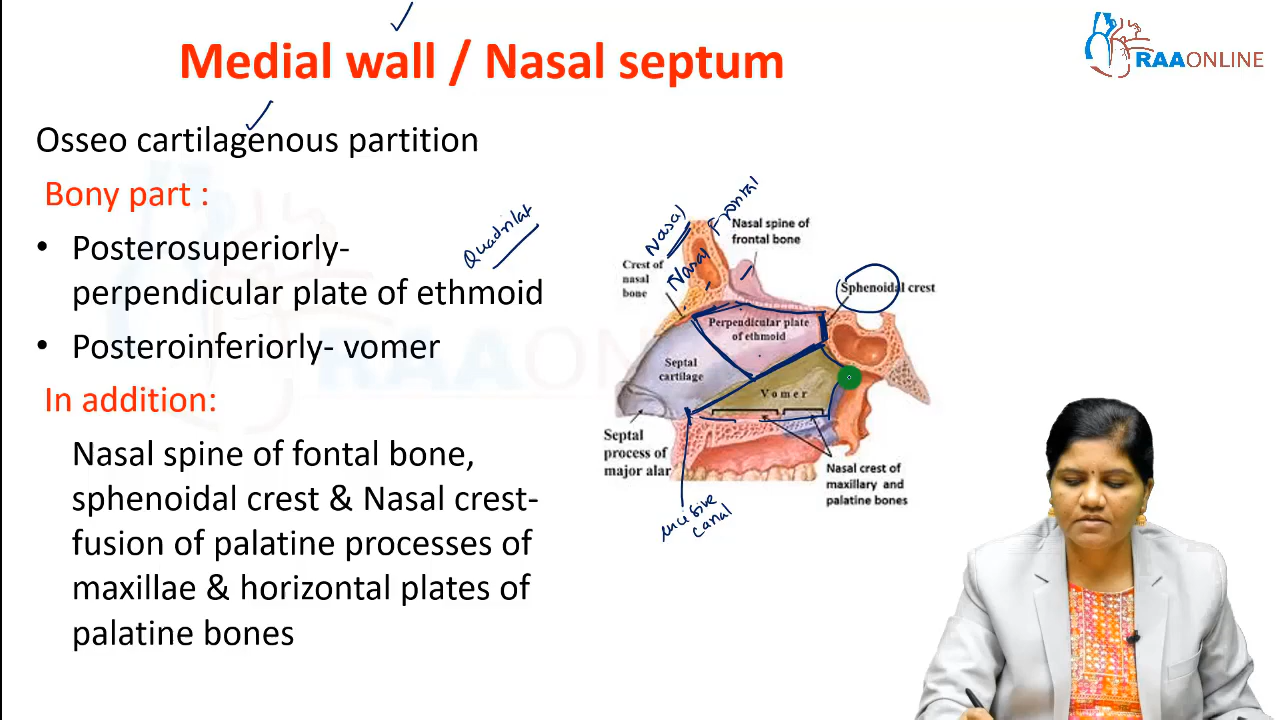 Medial wall / Nasal septum
RAAONLINE
Osseo cartilagenous partition
Bony part :
• Posterosuperiorly-
perpendicular plate of ethmoid
• Posteroinferiorly- vomer
In addition:
Nasal spine of fontal bone,
sphenoidal crest & Nasal crest-
fusion of palatine processes of
maxillae & horizontal plates of
palatine bones
Quadrilat
Nasal
Frontal
Nasal
Nasal spine of
frontal bone
Crest of
nasal
bone
Sphenoidal crest
Perpendicular plate
of ethmoid
Septal
cartilage
Vomer
Septal
process of
major alar
Nasal crest of
maxillary and
palatine bones
incisive
canal
RAAON